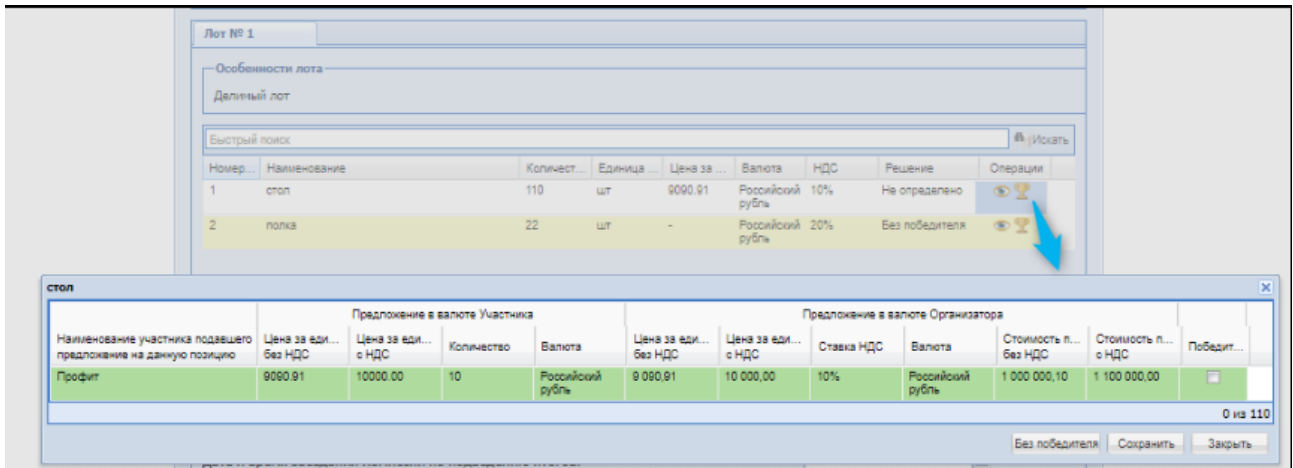 Лот № 1
Особенности лота
Делимый лот
Быстрый поиск Искать
Номер... Наименование Количест... Единица ... Цена за ... Валюта НДС Решение Операции
1 стол 110 шт 9090.91 Российский рубль 10% Не определено
2 полка 22 шт - Российский рубль 20% Без победителя
стол
Предложение в валюте Участника Предложение в валюте Организатора
Наименование участника подавшего предложение на данную позицию Цена за еди... без НДС Цена за еди... с НДС Количество Валюта Цена за еди... без НДС Цена за еди... с НДС Ставка НДС Валюта Стоимость п... без НДС Стоимость п... с НДС Победит...
Профит 9090.91 10000.00 10 Российский рубль 9 090,91 10 000,00 10% Российский рубль 1 000 000,10 1 100 000,00
0 из 110
Без победителя Сохранить Закрыть